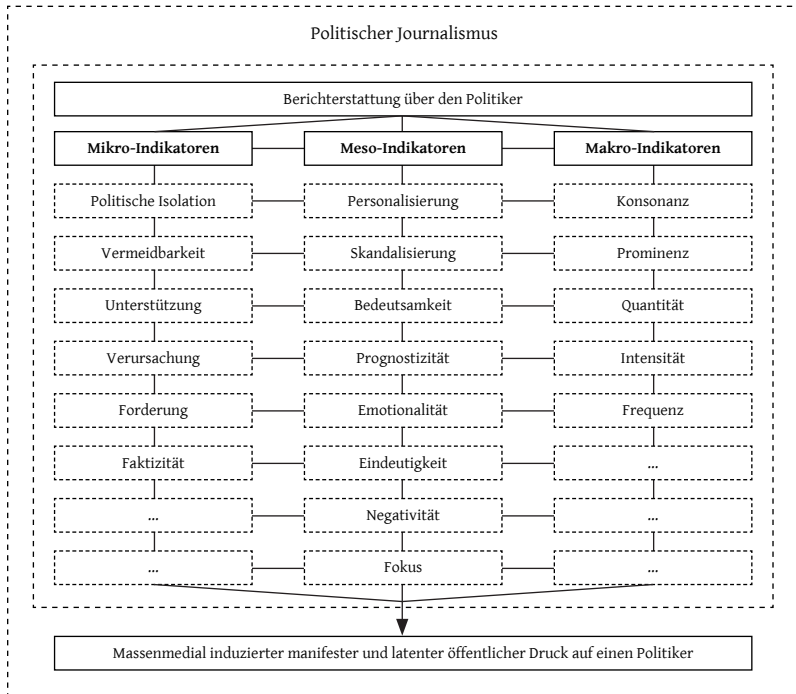 Politischer Journalismus
Berichterstattung über den Politiker
Mikro-Indikatoren Meso-Indikatoren Makro-Indikatoren
Politische Isolation Personalisierung Konsonanz
Vermeidbarkeit Skandalisierung Prominenz
Unterstützung Bedeutsamkeit Quantität
Verursachung Prognostizität Intensität
Forderung Emotionalität Frequenz
Faktizität Eindeutigkeit ...
... Negativität ...
... Fokus ...
Massenmedial induzierter manifester und latenter öffentlicher Druck auf einen Politiker